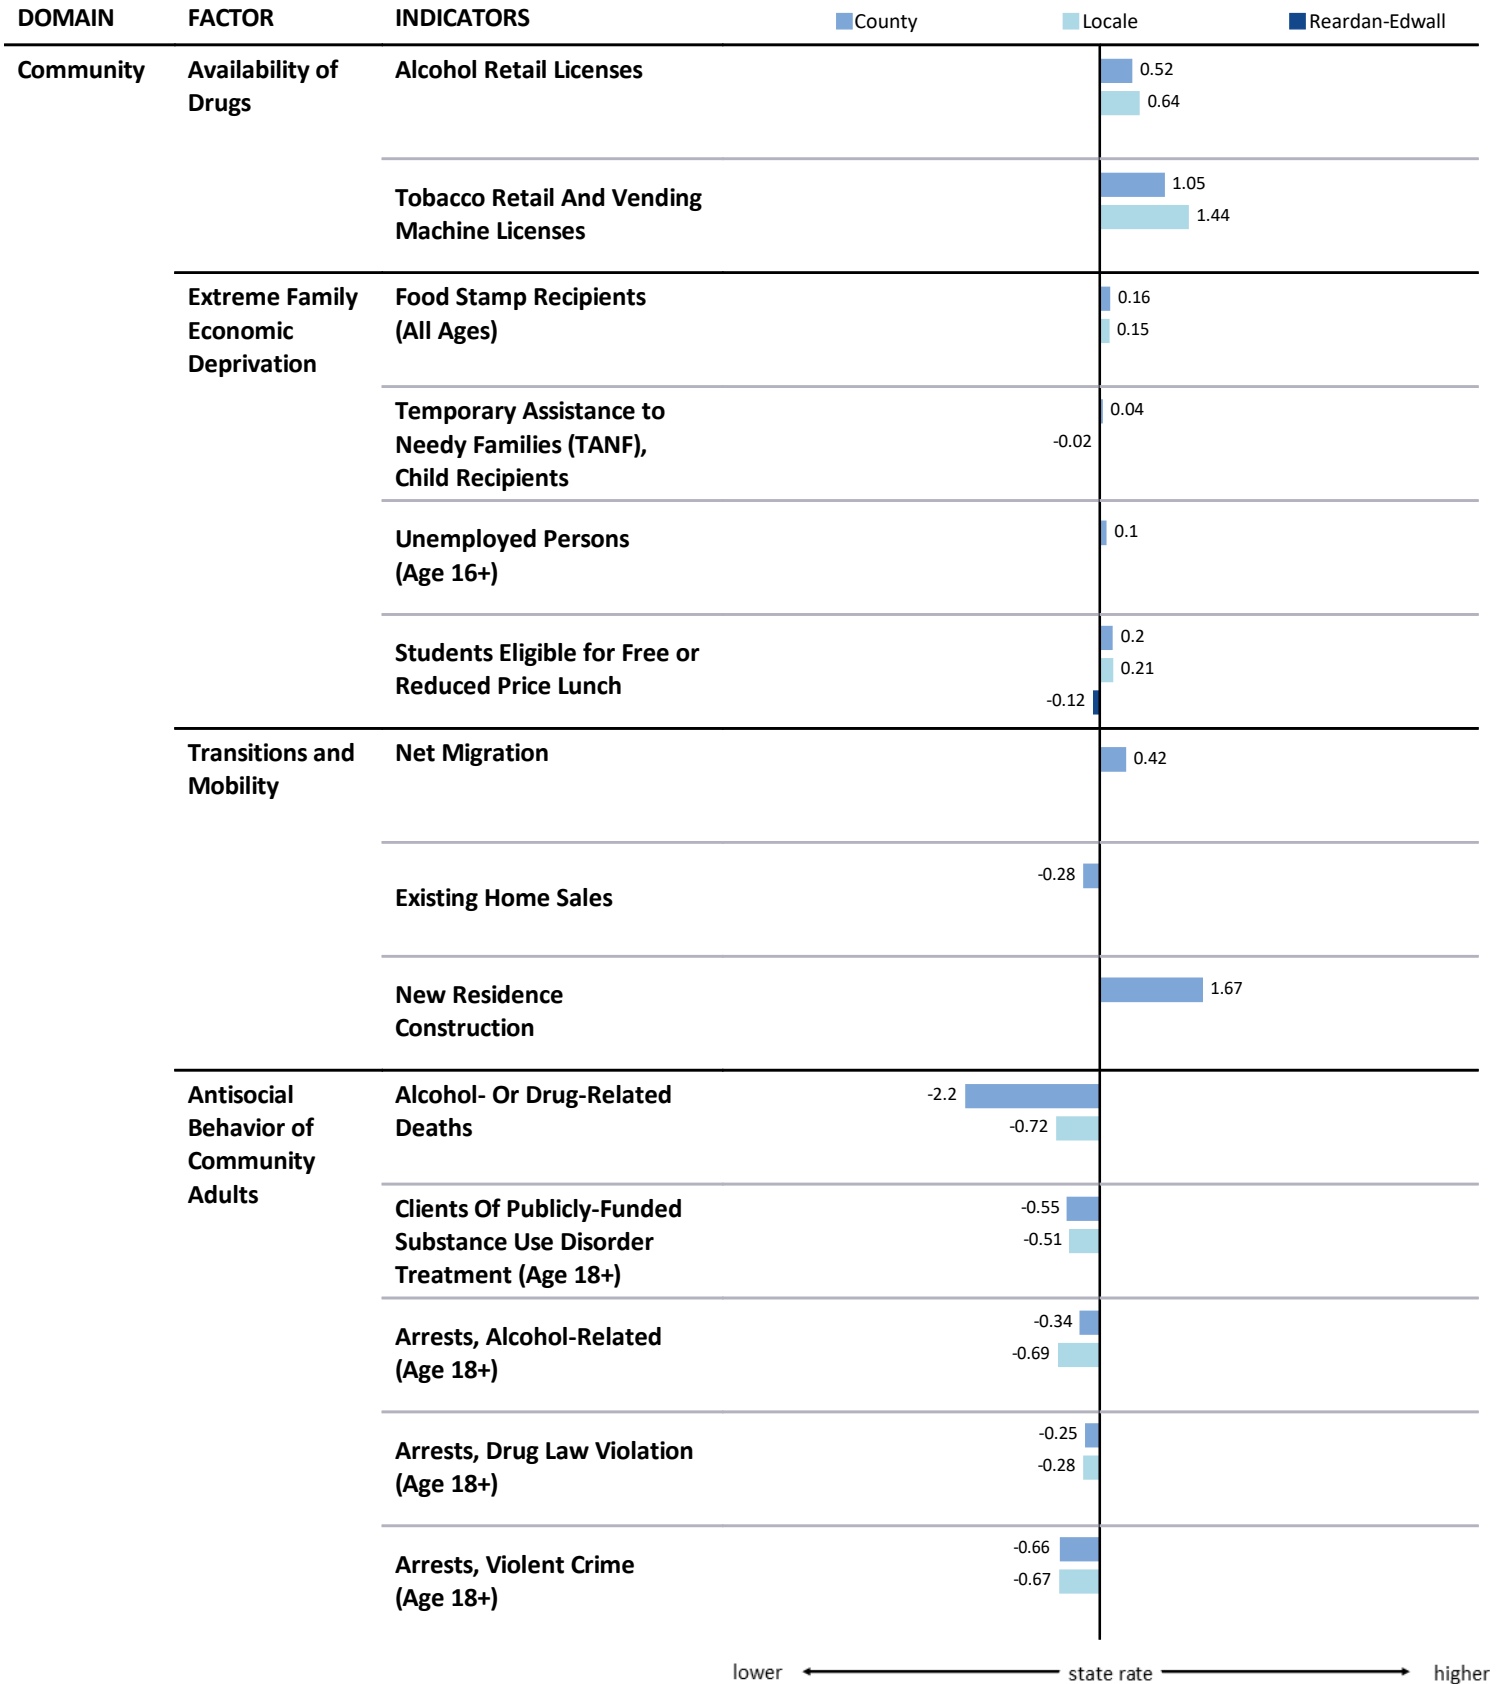 DOMAIN FACTOR INDICATORS County Locale Reardan-Edwall
Community Availability of Drugs
Alcohol Retail Licenses
0.52
0.64
Tobacco Retail And Vending
Machine Licenses
1.05
1.44
Extreme Family
Economic
Deprivation
Food Stamp Recipients
(All Ages)
0.16
0.15
Temporary Assistance to
Needy Families (TANF),
Child Recipients
0.04
-0.02
Unemployed Persons
(Age 16+)
0.1
Students Eligible for Free or
Reduced Price Lunch
0.2
0.21
-0.12
Transitions and
Mobility
Net Migration
0.42
Existing Home Sales
-0.28
New Residence
Construction
1.67
Antisocial
Behavior of
Community
Adults
Alcohol- Or Drug-Related
Deaths
-2.2
-0.72
Clients Of Publicly-Funded
Substance Use Disorder
Treatment (Age 18+)
-0.55
-0.51
Arrests, Alcohol-Related
(Age 18+)
-0.34
-0.69
Arrests, Drug Law Violation
(Age 18+)
-0.25
-0.28
Arrests, Violent Crime
(Age 18+)
-0.66
-0.67
lower state rate higher